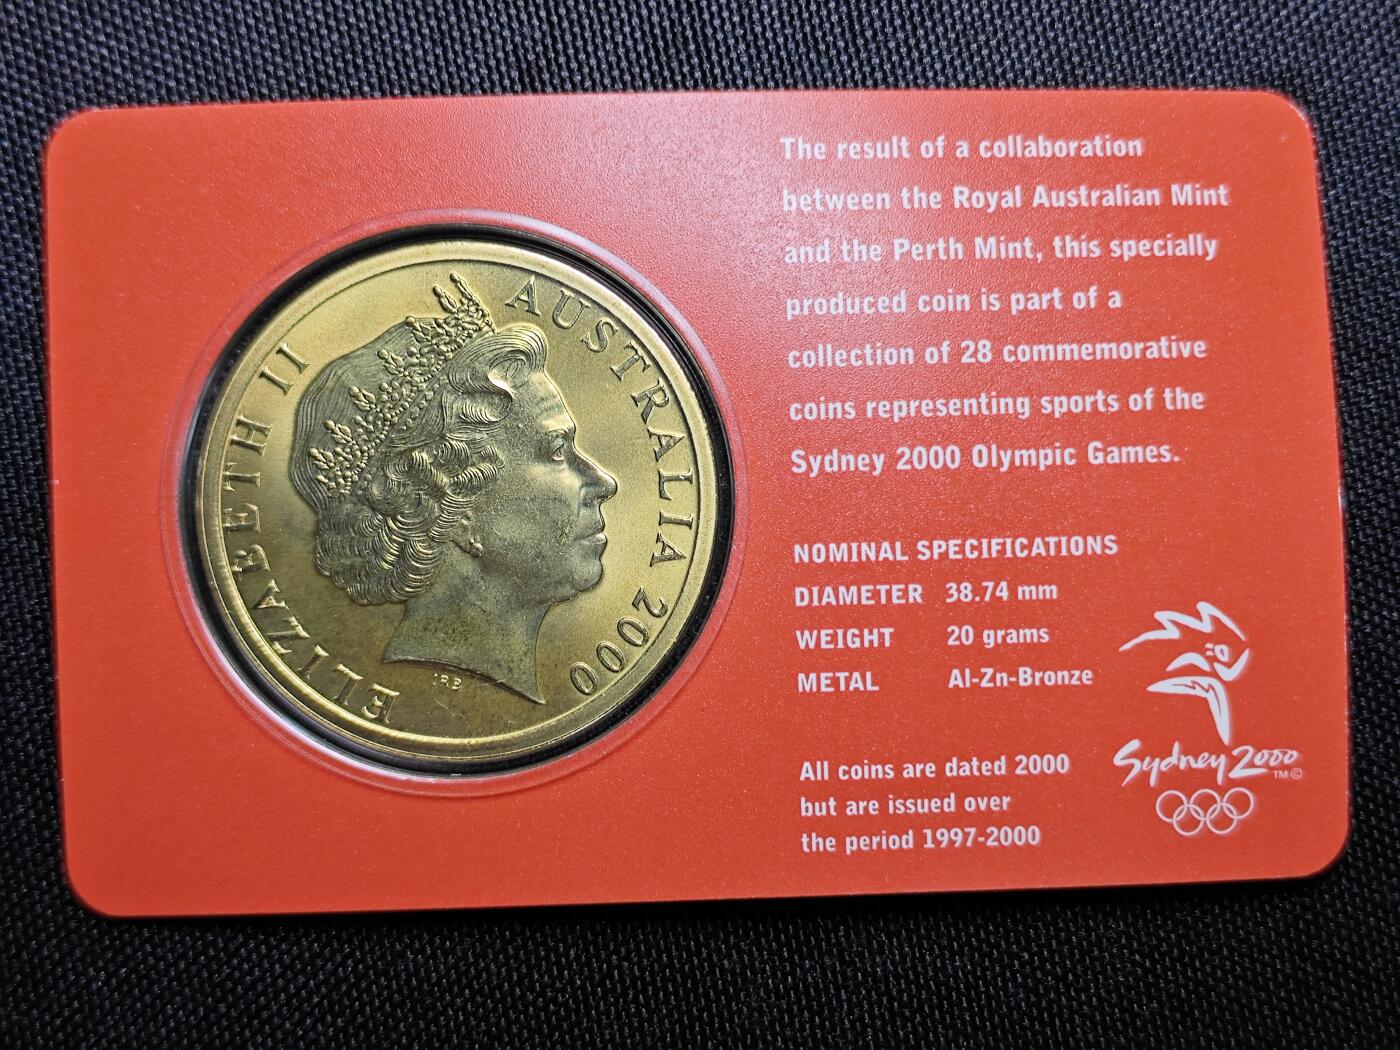 ELIZABETH II AUSTRALIA 2000
IRB
The result of a collaboration
between the Royal Australian Mint
and the Perth Mint, this specially
produced coin is part of a
collection of 28 commemorative
coins representing sports of the
Sydney 2000 Olympic Games.
NOMINAL SPECIFICATIONS
DIAMETER 38.74 mm
WEIGHT 20 grams
METAL Al-Zn-Bronze
All coins are dated 2000
but are issued over
the period 1997-2000
Sydney 2000
TM©